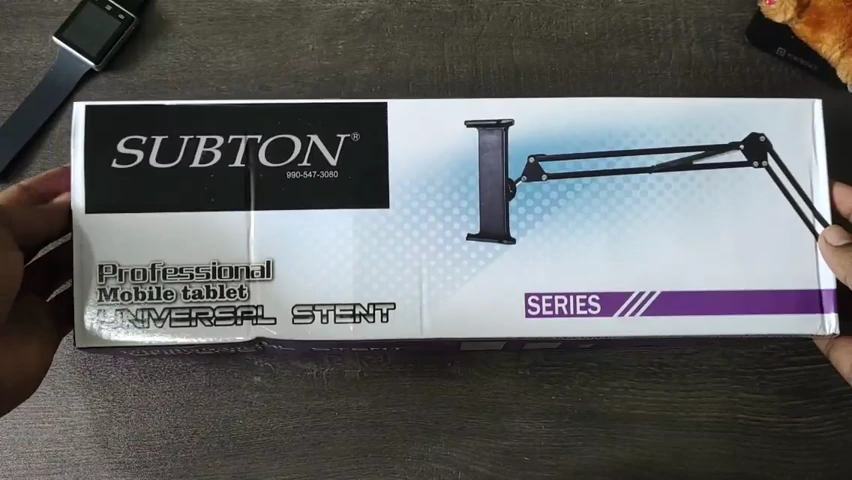 SUBTON®
990-547-3080
Professional
Mobile tablet
UNIVERSAL STENT
SERIES